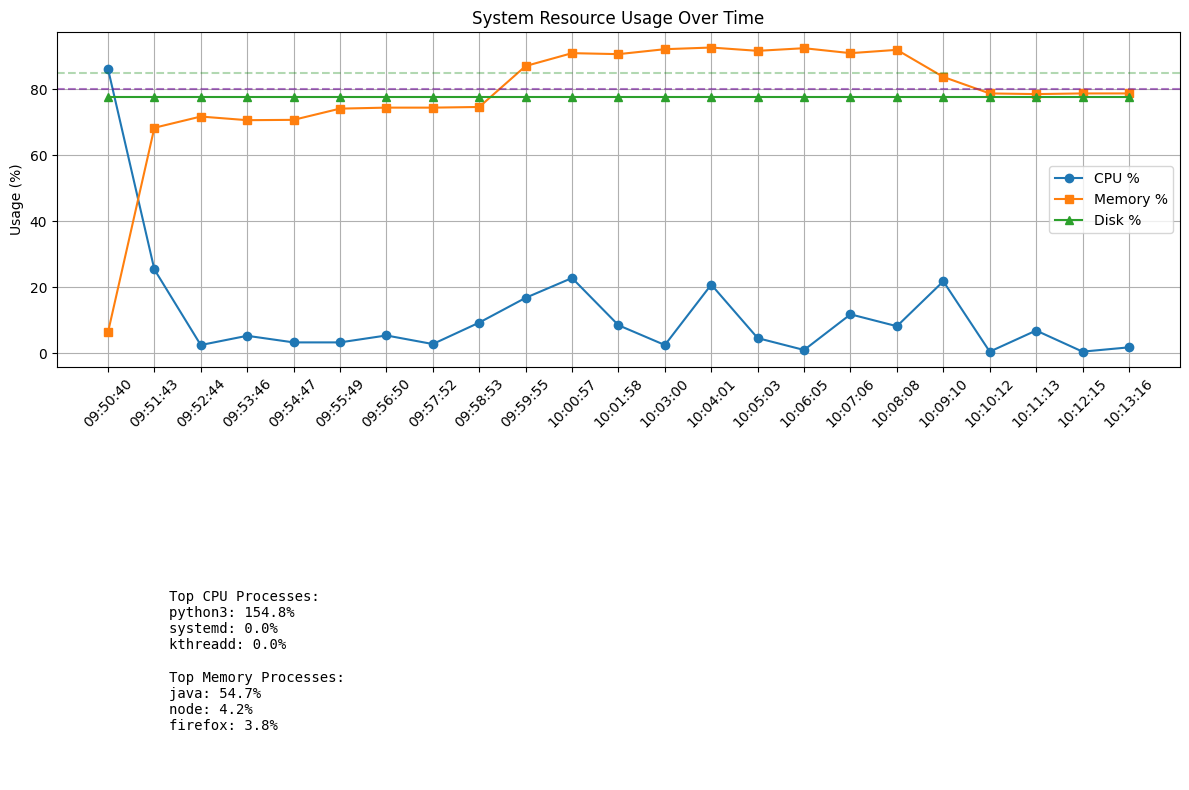 System Resource Usage Over Time
Usage (%)
80
60
40
20
0
CPU %
Memory %
Disk %
09:50:40
09:51:43
09:52:44
09:53:46
09:54:47
09:55:49
09:56:50
09:57:52
09:58:53
09:59:55
10:00:57
10:01:58
10:03:00
10:04:01
10:05:03
10:06:05
10:07:06
10:08:08
10:09:10
10:10:12
10:11:13
10:12:15
10:13:16
Top CPU Processes:
python3: 154.8%
systemd: 0.0%
kthreadd: 0.0%
Top Memory Processes:
java: 54.7%
node: 4.2%
firefox: 3.8%